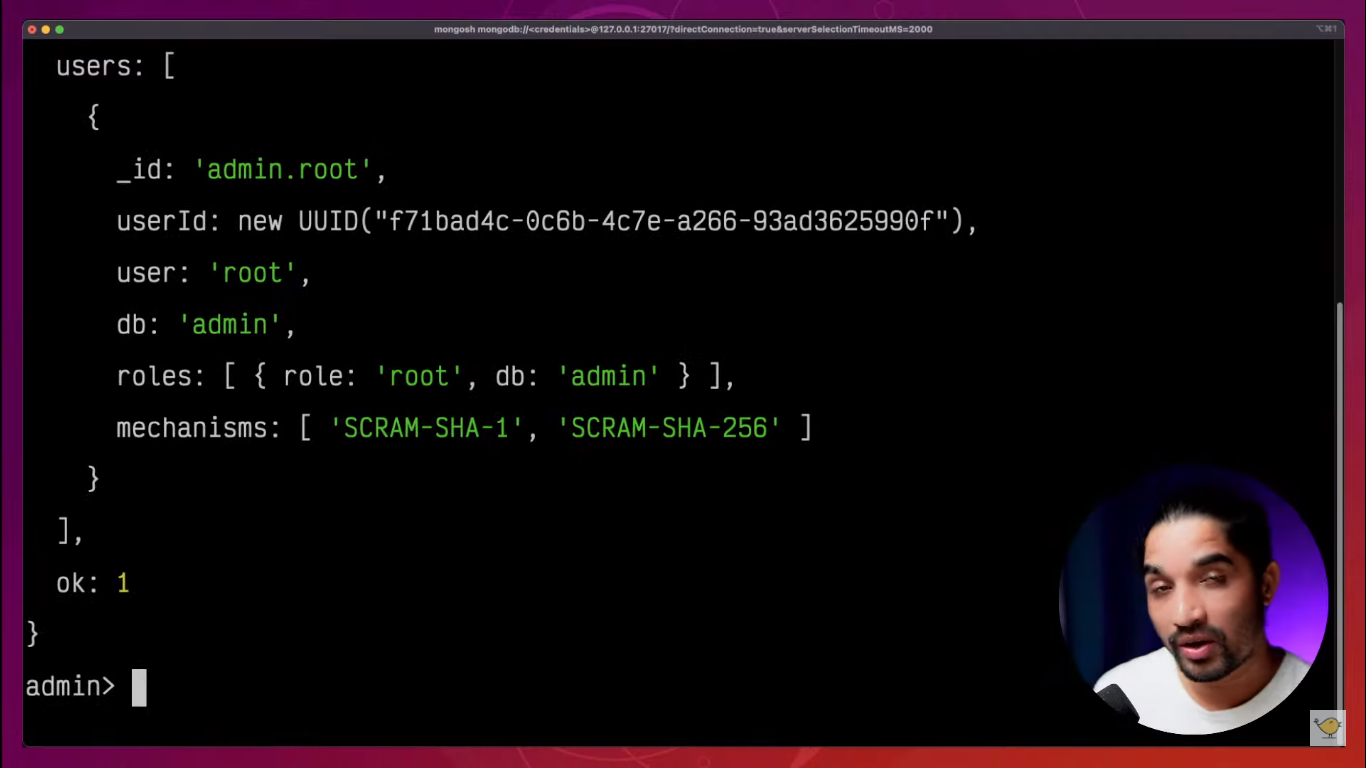 mongosh mongodb://<credentials>@127.0.0.1:27017/?directConnection=true&serverSelectionTimeoutMS=2000
⌥⌘1
users: [
{
_id: 'admin.root',
userId: new UUID("f71bad4c-0c6b-4c7e-a266-93ad3625990f"),
user: 'root',
db: 'admin',
roles: [ { role: 'root', db: 'admin' } ],
mechanisms: [ 'SCRAM-SHA-1', 'SCRAM-SHA-256' ]
}
],
ok: 1
}
admin>